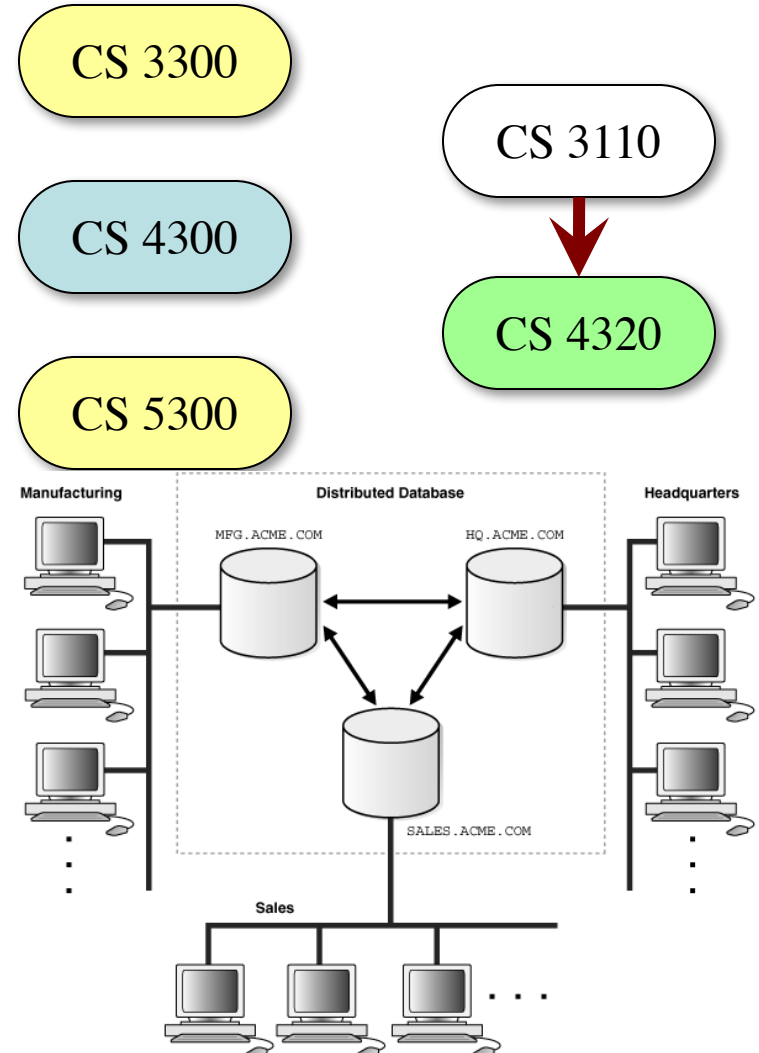 CS 3300
CS 3110
CS 4300
CS 4320
CS 5300
Manufacturing
Distributed Database
Headquarters
MFG.ACME.COM
HQ.ACME.COM
SALES.ACME.COM
Sales